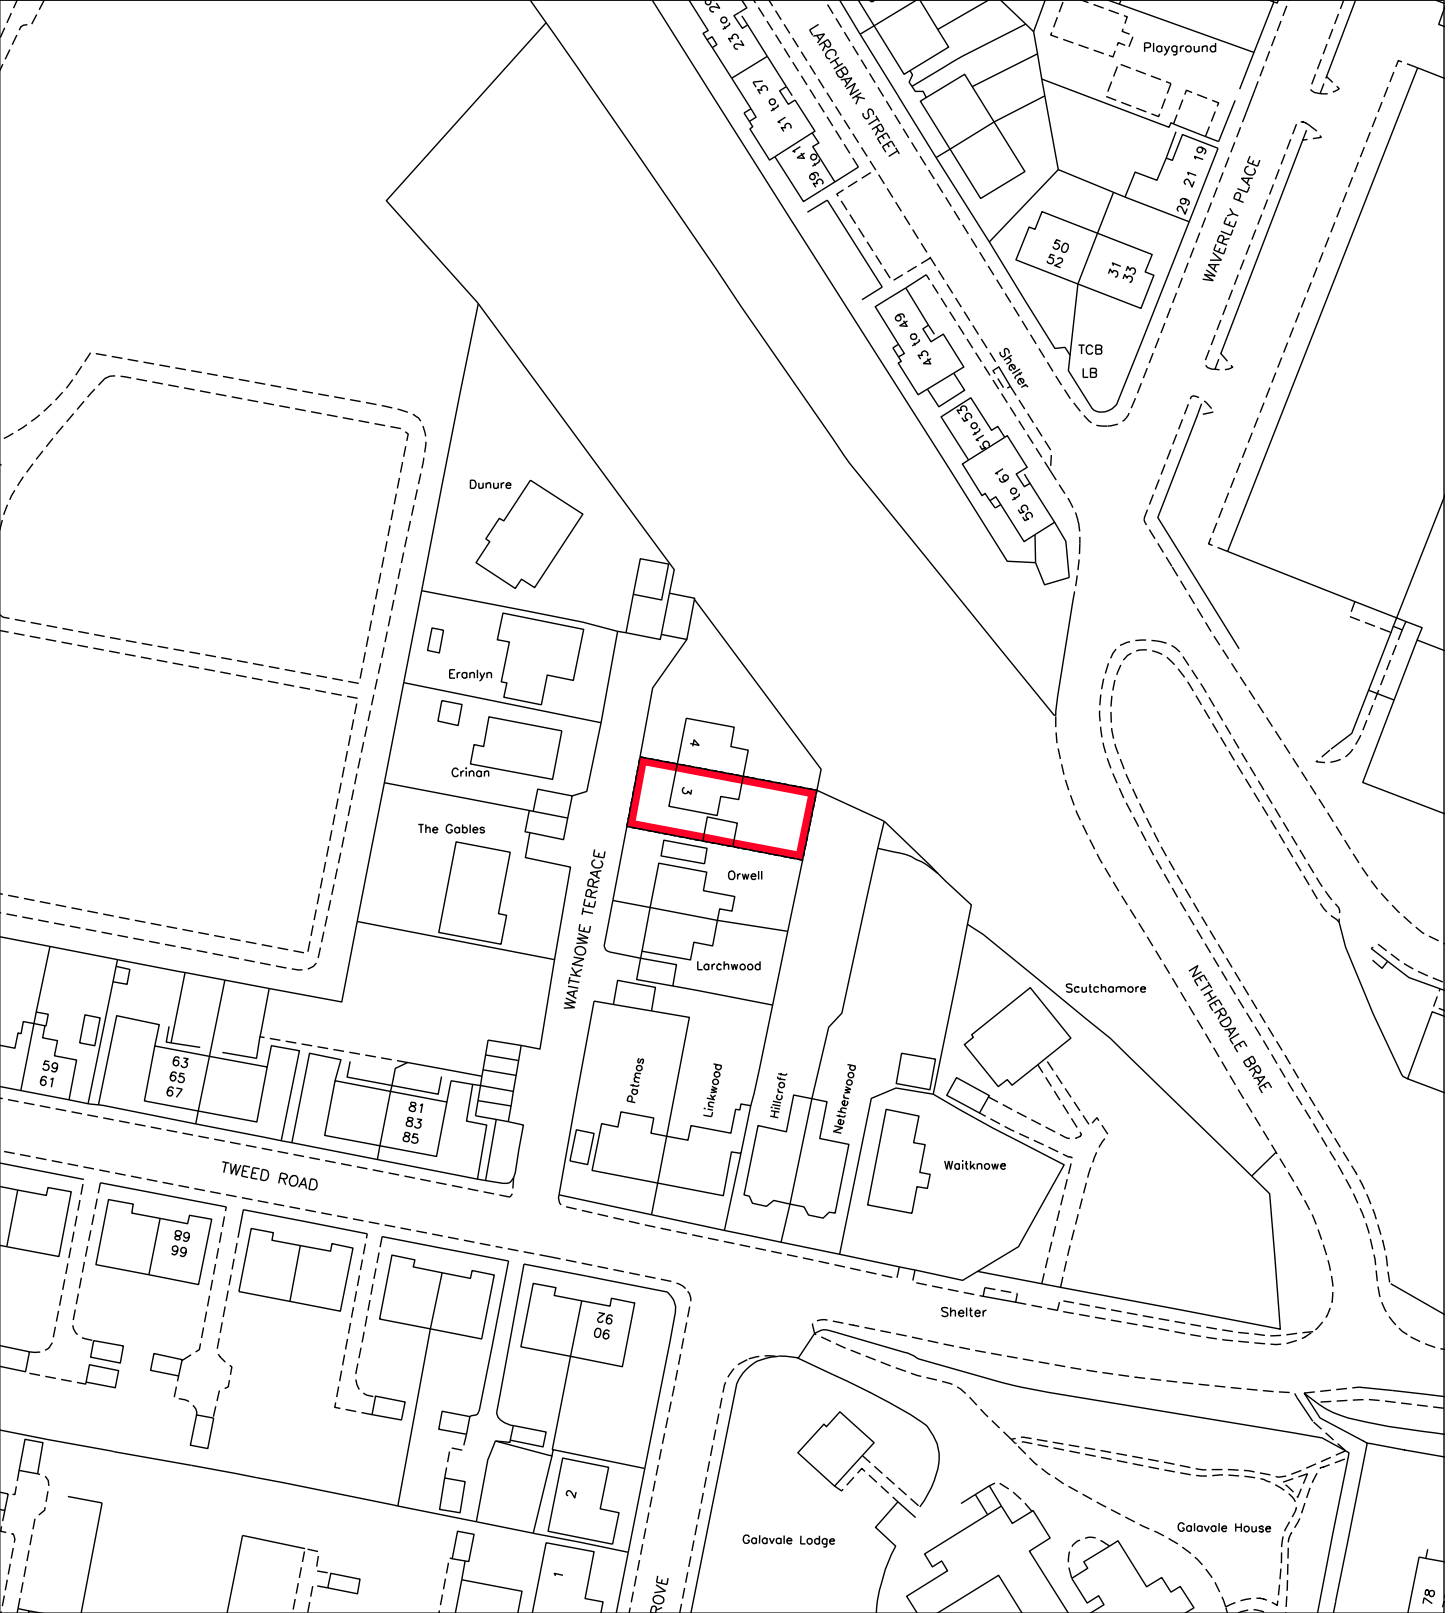 23 to 29
LARCHBANK STREET
Playground
31 to 37
39 to 41
19
21
29
WAVERLEY PLACE
50
52
31
33
43 to 49
Shelter
TCB
LB
51 to 53
55 to 61
Dunure
Eranlyn
Crinan
4
3
The Gables
Orwell
WAITKNOWE TERRACE
Larchwood
Scutchamore
NETHERDALE BRAE
59
61
63
65
67
81
83
85
Patmos
Linkwood
Hillcroft
Netherwood
Waitknowe
TWEED ROAD
68
66
92
90
Shelter
2
1
Galavale Lodge
Galavale House
ROVE
78